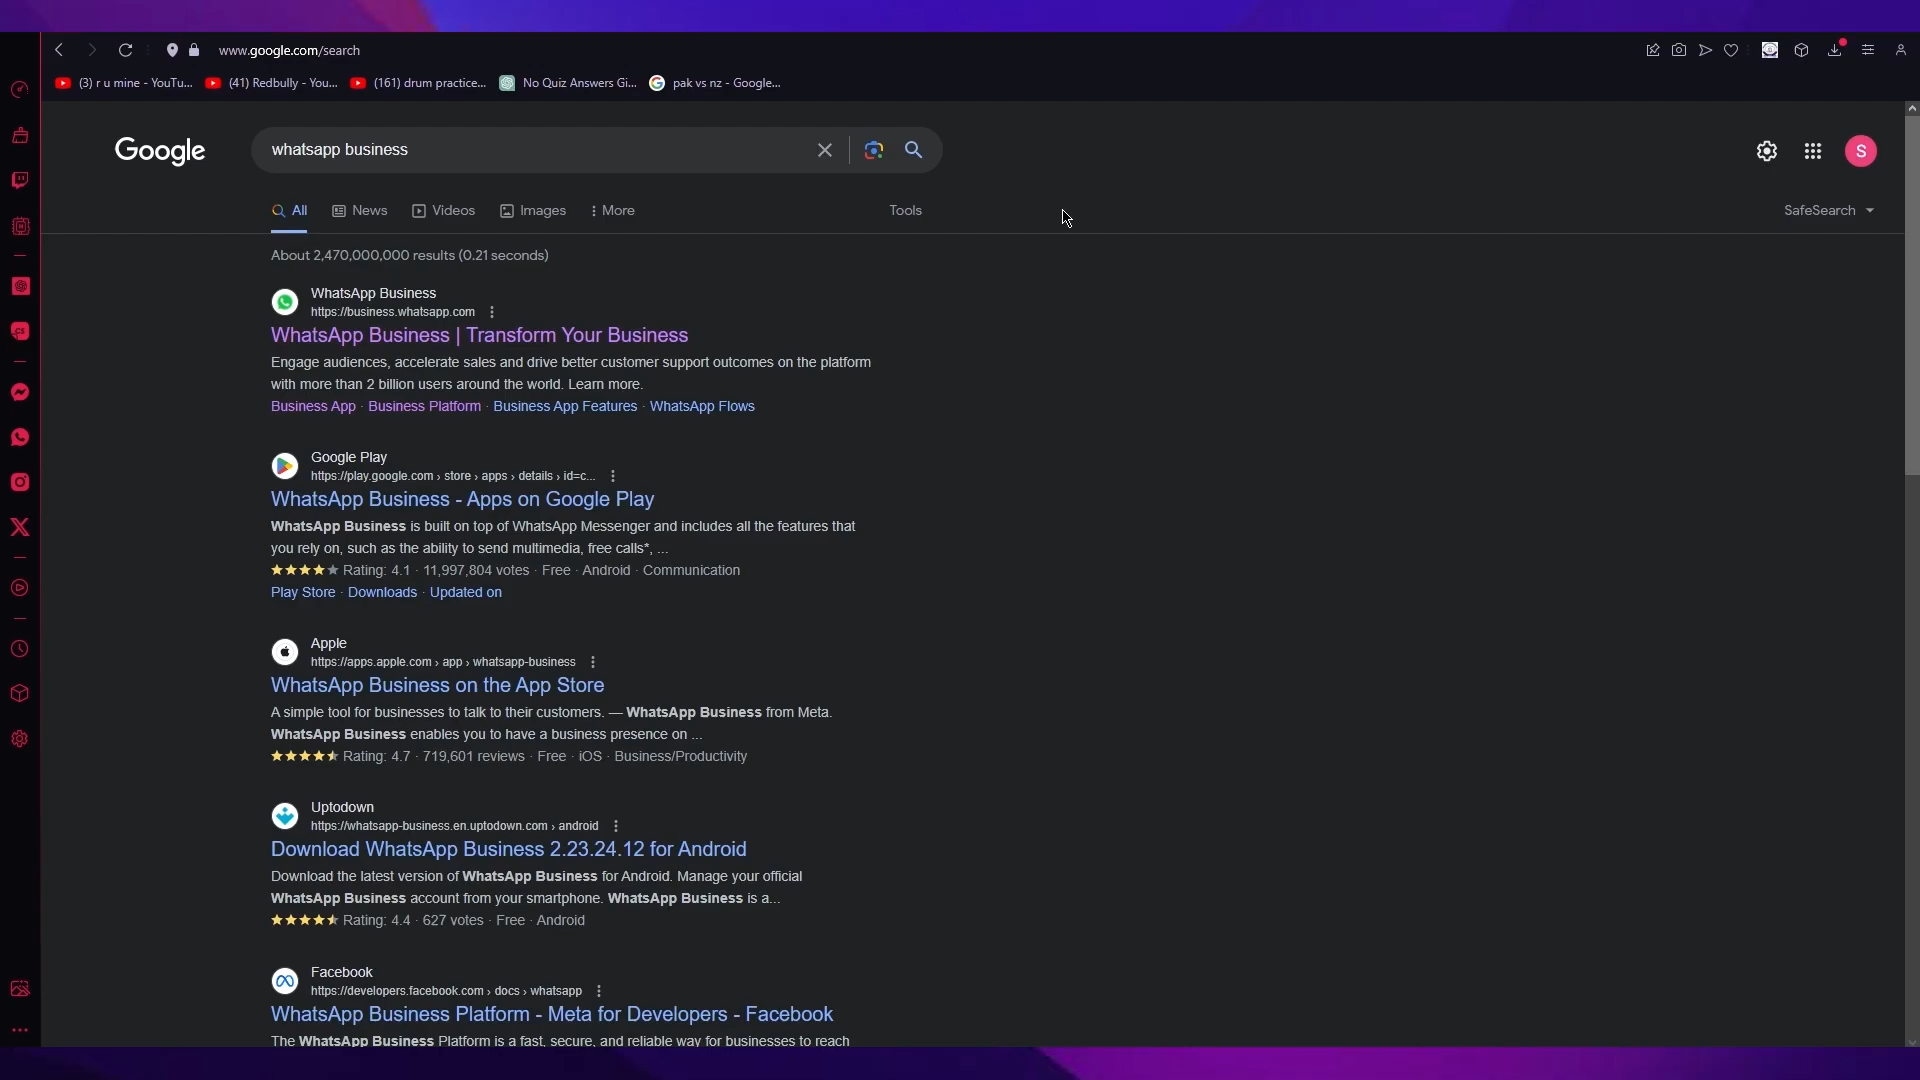 www.google.com/search
(3) r u mine - YouTu...
(41) Redbully - You...
(161) drum practice...
No Quiz Answers Gi...
pak vs nz - Google...
Google
whatsapp business
S
All
News
Videos
Images
More
Tools
SafeSearch
About 2,470,000,000 results (0.21 seconds)
WhatsApp Business
https://business.whatsapp.com
WhatsApp Business | Transform Your Business
Engage audiences, accelerate sales and drive better customer support outcomes on the platform
with more than 2 billion users around the world. Learn more.
Business App · Business Platform · Business App Features · WhatsApp Flows
Google Play
https://play.google.com › store › apps › details › id=c...
WhatsApp Business - Apps on Google Play
WhatsApp Business is built on top of WhatsApp Messenger and includes all the features that
you rely on, such as the ability to send multimedia, free calls*, ...
Rating: 4.1 · 11,997,804 votes · Free · Android · Communication
Play Store · Downloads · Updated on
Apple
https://apps.apple.com › app › whatsapp-business
WhatsApp Business on the App Store
A simple tool for businesses to talk to their customers. — WhatsApp Business from Meta.
WhatsApp Business enables you to have a business presence on ...
Rating: 4.7 · 719,601 reviews · Free · iOS · Business/Productivity
Uptodown
https://whatsapp-business.en.uptodown.com › android
Download WhatsApp Business 2.23.24.12 for Android
Download the latest version of WhatsApp Business for Android. Manage your official
WhatsApp Business account from your smartphone. WhatsApp Business is a...
Rating: 4.4 · 627 votes · Free · Android
Facebook
https://developers.facebook.com › docs › whatsapp
WhatsApp Business Platform - Meta for Developers - Facebook
The WhatsApp Business Platform is a fast, secure, and reliable way for businesses to reach